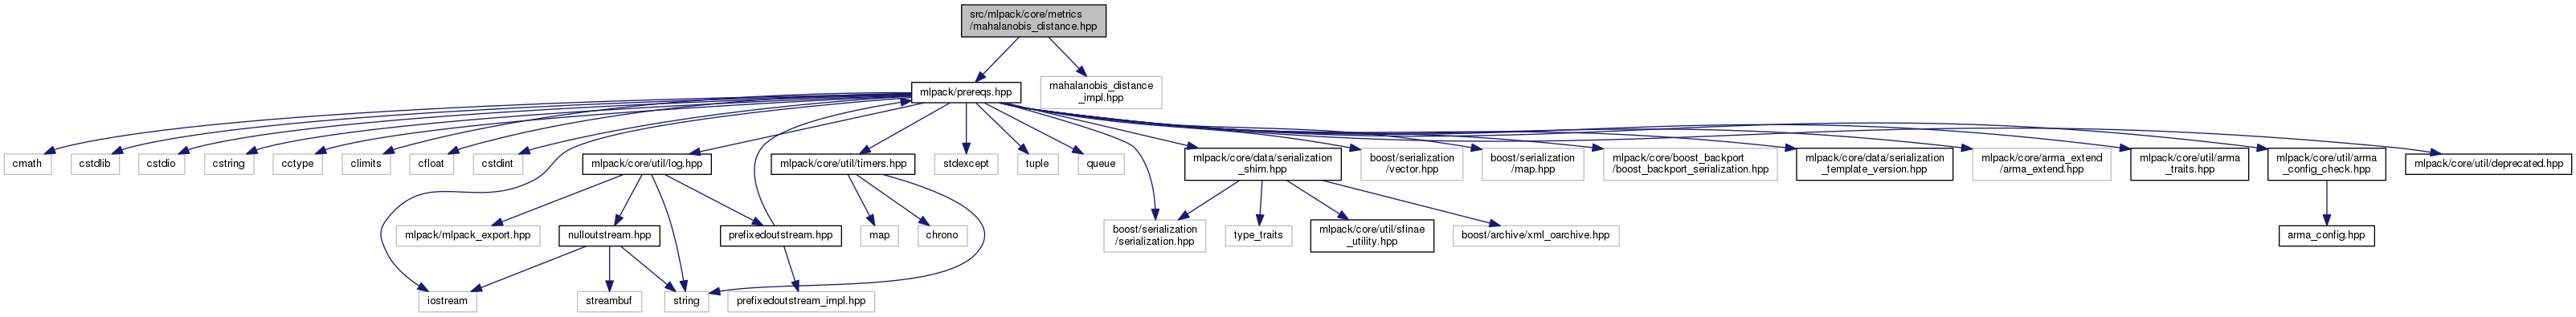 src/mlpack/core/metrics
/mahalanobis_distance.hpp
mlpack/prereqs.hpp
mahalanobis_distance
_impl.hpp
cmath
cstdlib
cstdio
cstring
cctype
climits
cfloat
cstdint
mlpack/core/util/log.hpp
mlpack/core/util/timers.hpp
stdexcept
tuple
queue
mlpack/core/data/serialization
_shim.hpp
boost/serialization
/vector.hpp
boost/serialization
/map.hpp
mlpack/core/boost_backport
/boost_backport_serialization.hpp
mlpack/core/data/serialization
_template_version.hpp
mlpack/core/arma_extend
/arma_extend.hpp
mlpack/core/util/arma
_traits.hpp
mlpack/core/util/arma
_config_check.hpp
mlpack/core/util/deprecated.hpp
mlpack/mlpack_export.hpp
nulloutstream.hpp
prefixedoutstream.hpp
map
chrono
boost/serialization
/serialization.hpp
type_traits
mlpack/core/util/sfinae
_utility.hpp
boost/archive/xml_oarchive.hpp
arma_config.hpp
iostream
streambuf
string
prefixedoutstream_impl.hpp